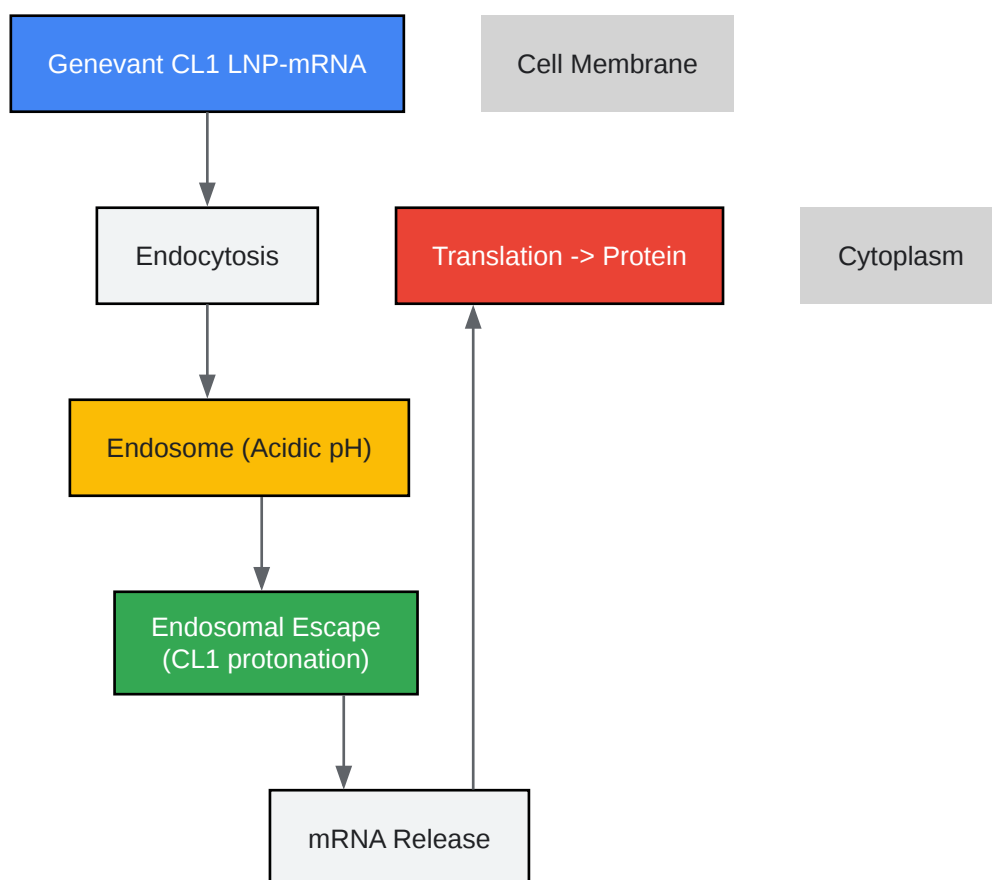 Genevant CL1 LNP-mRNA
Cell Membrane
Endocytosis
Translation -> Protein
Cytoplasm
Endosome (Acidic pH)
Endosomal Escape
(CL1 protonation)
mRNA Release